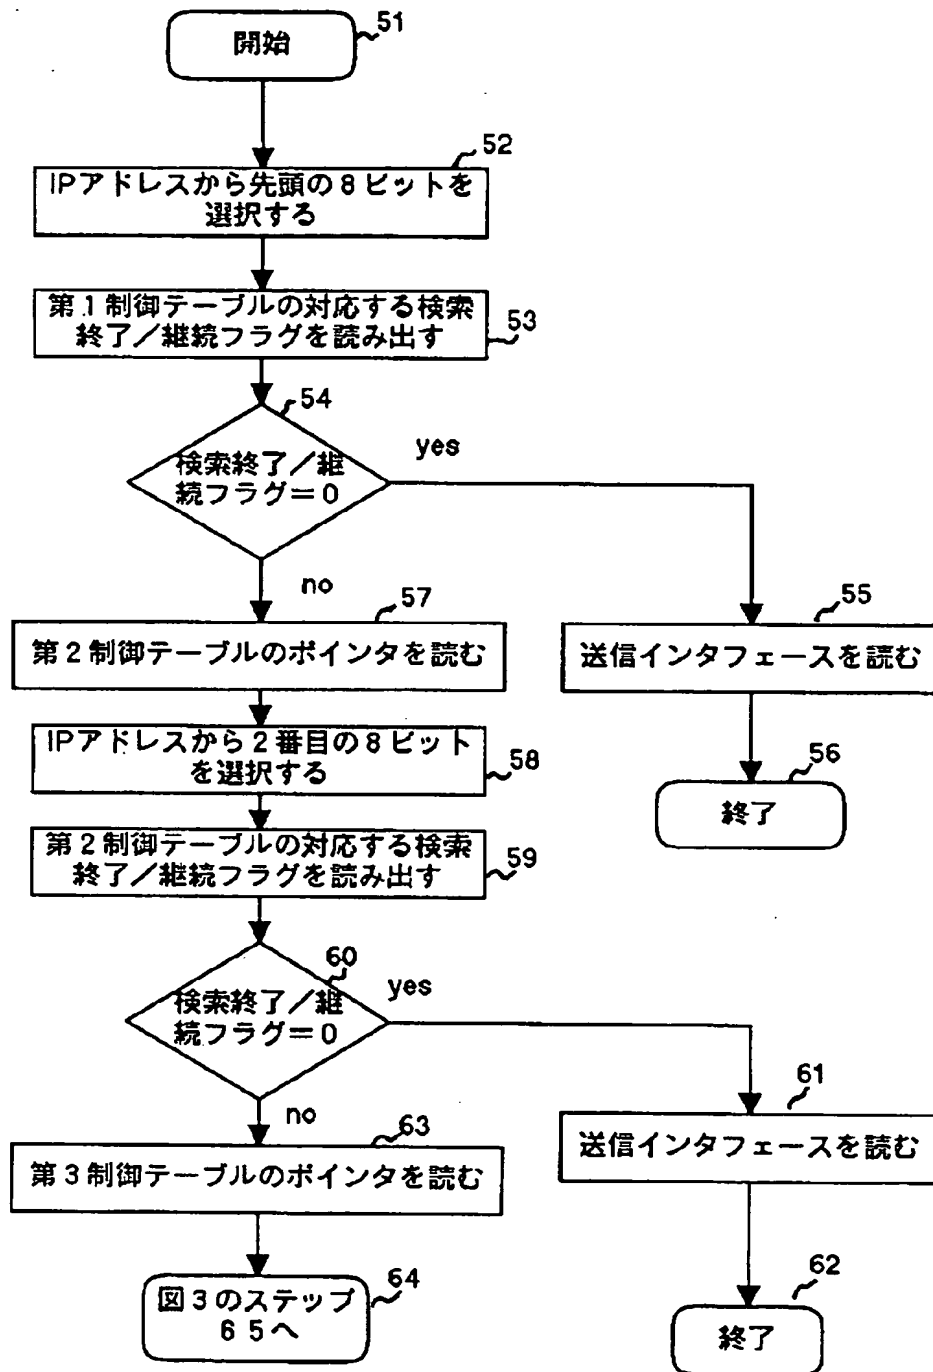 開始
51
52
IPアドレスから先頭の8ビットを
選択する
第1制御テーブルの対応する検索
終了/継続フラグを読み出す
53
54
検索終了/継
続フラグ=0
yes
no
57
第2制御テーブルのポインタを読む
55
送信インタフェースを読む
IPアドレスから2番目の8ビット
を選択する
58
56
終了
第2制御テーブルの対応する検索
終了/継続フラグを読み出す
59
60
検索終了/継
続フラグ=0
yes
no
61
送信インタフェースを読む
63
第3制御テーブルのポインタを読む
図3のステップ
65へ
64
62
終了